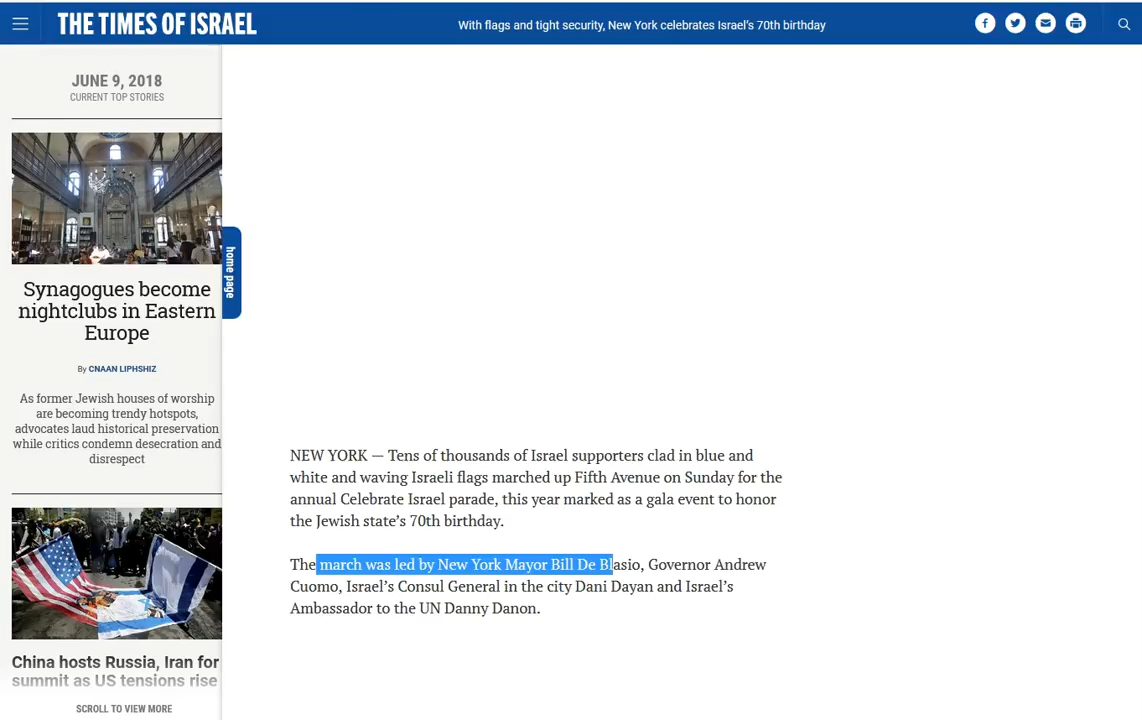 THE TIMES OF ISRAEL
With flags and tight security, New York celebrates Israel's 70th birthday
JUNE 9, 2018
CURRENT TOP STORIES
home page
Synagogues become
nightclubs in Eastern
Europe
By CNAAN LIPHSHIZ
As former Jewish houses of worship
are becoming trendy hotspots,
advocates laud historical preservation
while critics condemn desecration and
disrespect
China hosts Russia, Iran for
summit as US tensions rise
SCROLL TO VIEW MORE
NEW YORK — Tens of thousands of Israel supporters clad in blue and
white and waving Israeli flags marched up Fifth Avenue on Sunday for the
annual Celebrate Israel parade, this year marked as a gala event to honor
the Jewish state's 70th birthday.
The march was led by New York Mayor Bill De Blasio, Governor Andrew
Cuomo, Israel's Consul General in the city Dani Dayan and Israel's
Ambassador to the UN Danny Danon.